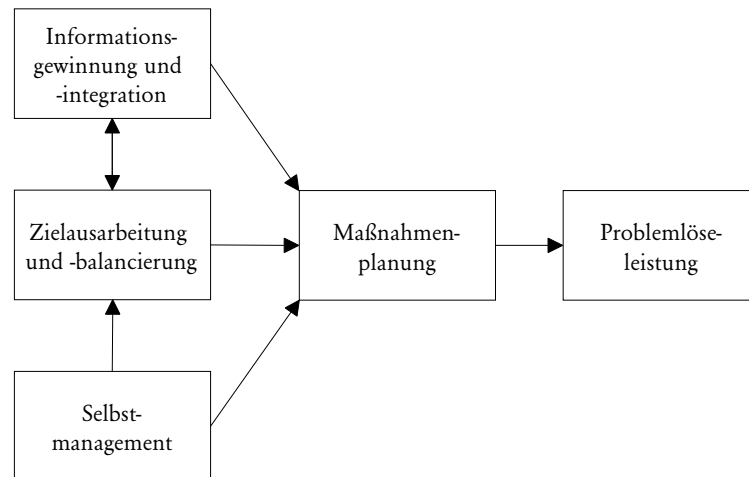 Informations-
gewinnung und
-integration
Zielausarbeitung
und -balancierung
Maßnahmen-
planung
Problemlöse-
leistung
Selbst-
management